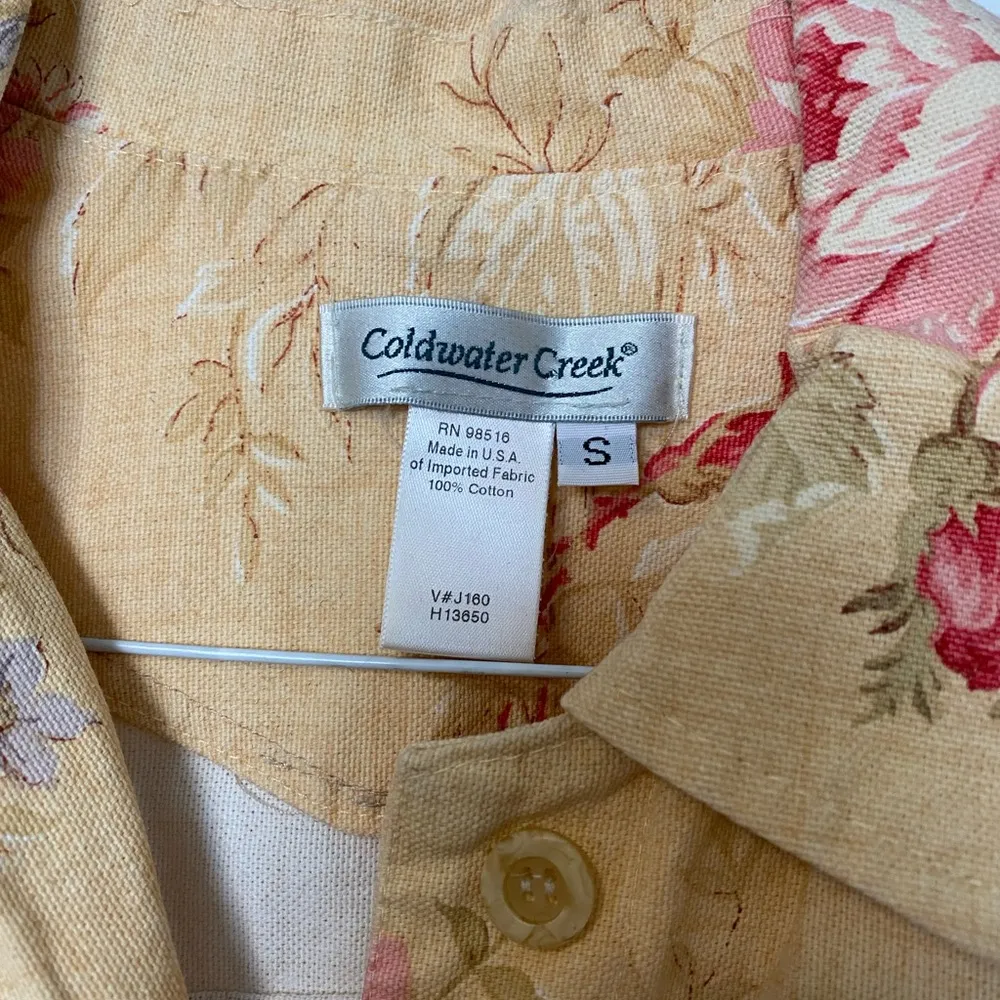 Coldwater Creek®
S
RN 98516
Made in U.S.A.
of Imported Fabric
100% Cotton
V#J160
H13650